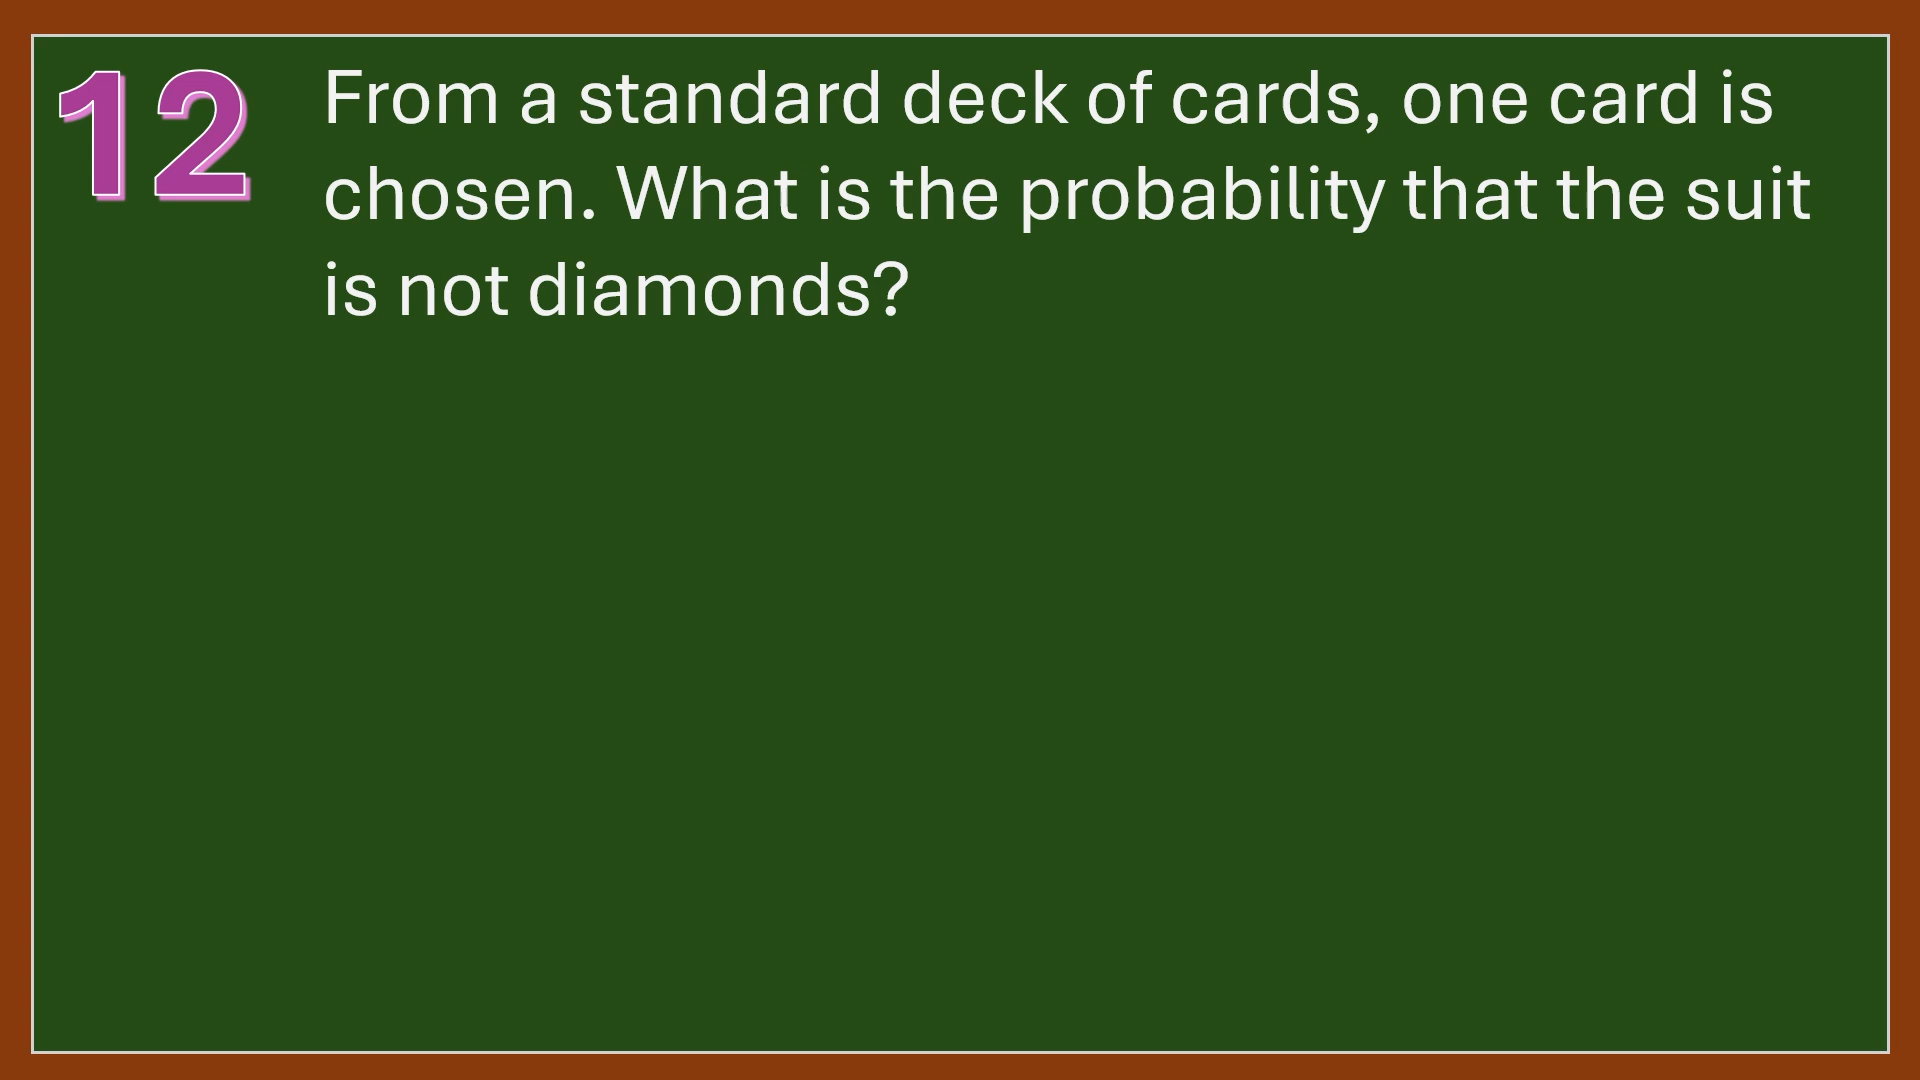 12
From a standard deck of cards, one card is
chosen. What is the probability that the suit
is not diamonds?